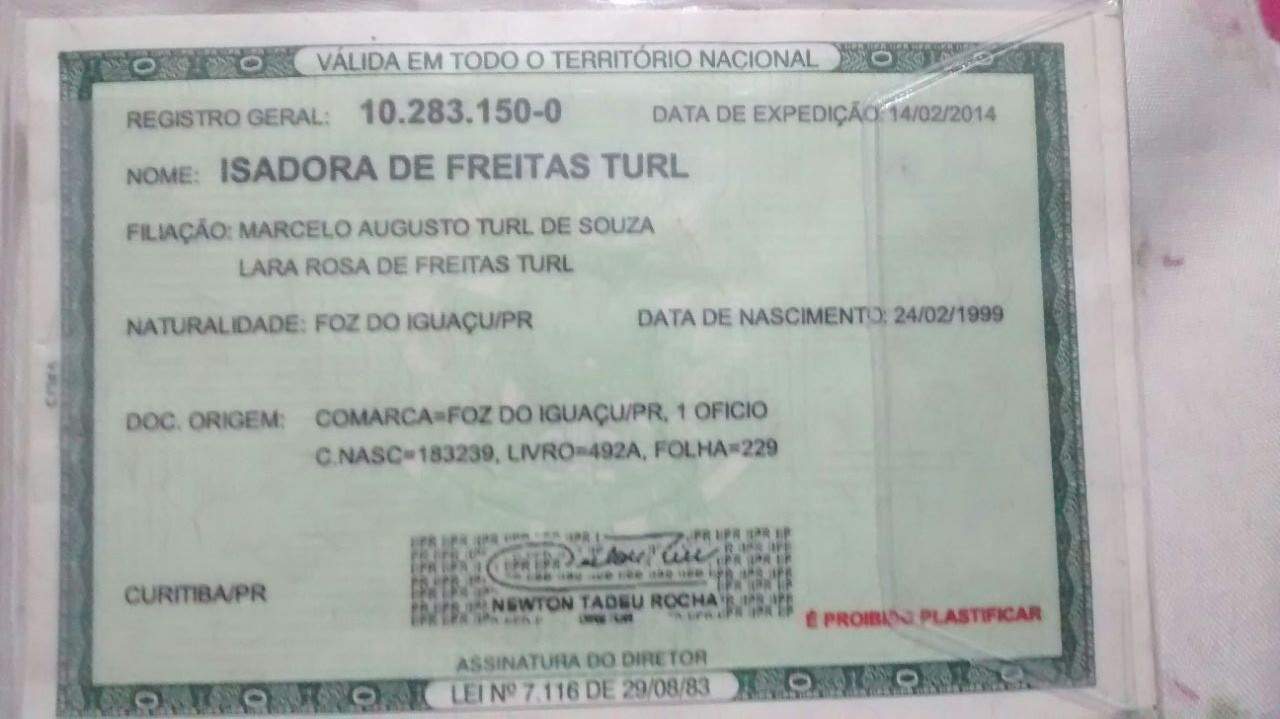 VÁLIDA EM TODO O TERRITÓRIO NACIONAL
REGISTRO GERAL: 10.283.150-0 DATA DE EXPEDIÇÃO: 14/02/2014
NOME: ISADORA DE FREITAS TURL
FILIAÇÃO: MARCELO AUGUSTO TURL DE SOUZA
LARA ROSA DE FREITAS TURL
NATURALIDADE: FOZ DO IGUAÇU/PR DATA DE NASCIMENTO: 24/02/1999
DOC. ORIGEM: COMARCA=FOZ DO IGUAÇU/PR, 1 OFICIO
C.NASC=183239, LIVRO=492A, FOLHA=229
CURITIBA/PR
NEWTON TADEU ROCHA
É PROIBIDO PLASTIFICAR
ASSINATURA DO DIRETOR
LEI Nº 7.116 DE 29/08/83